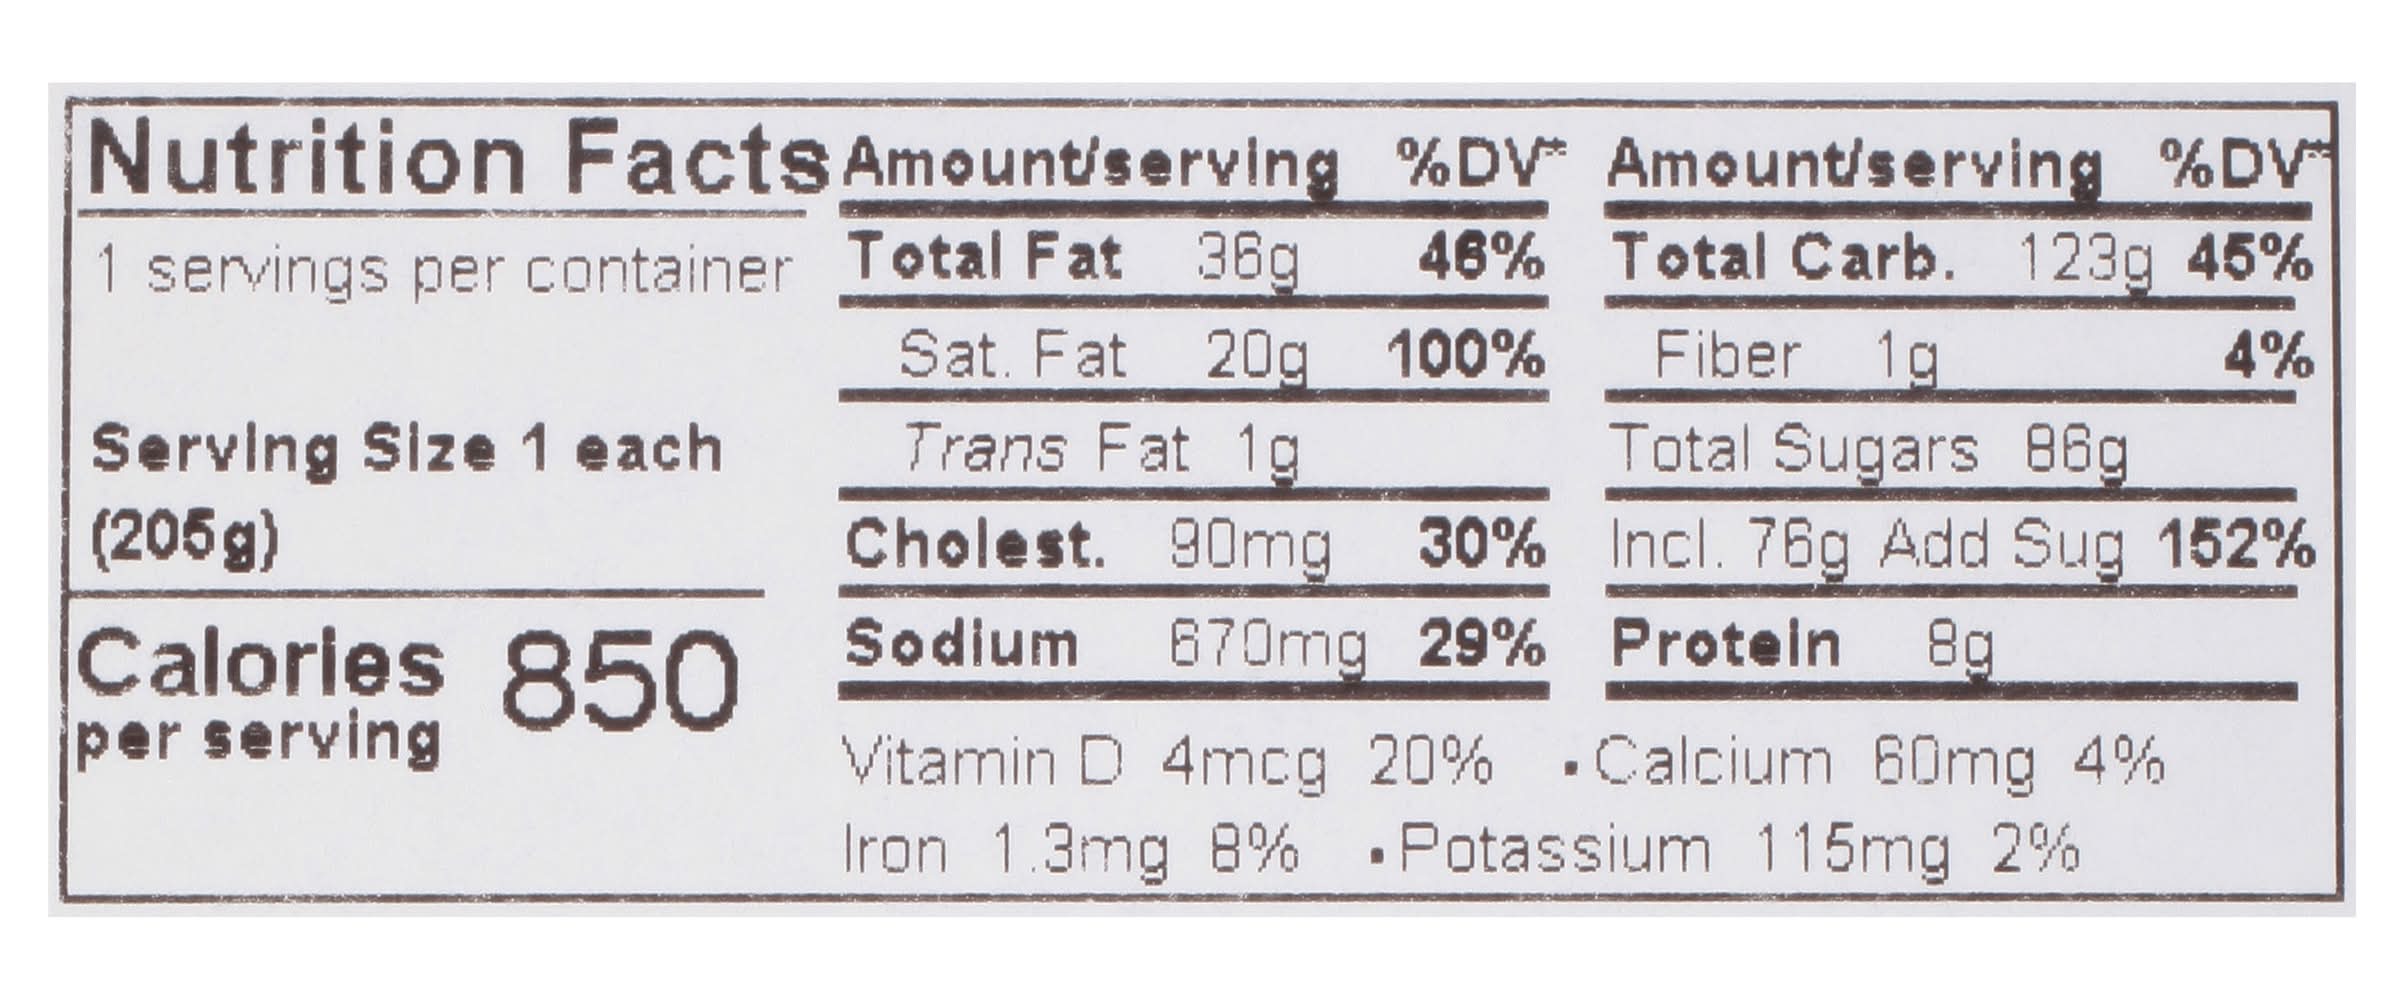 Nutrition Facts
1 servings per container
Serving Size 1 each
(205g)
Calories 850
per serving
Amount/serving %DV*
Total Fat 36g 46%
Sat. Fat 20g 100%
Trans Fat 1g
Cholest. 90mg 30%
Sodium 670mg 29%
Amount/serving %DV*
Total Carb. 123g 45%
Fiber 1g 4%
Total Sugars 86g
Incl. 76g Add Sug 152%
Protein 8g
Vitamin D 4mcg 20% • Calcium 60mg 4%
Iron 1.3mg 8% • Potassium 115mg 2%